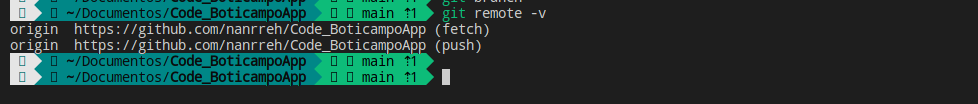 ~/Documentos/Code_BoticampoApp main ⇡1 git branch
~/Documentos/Code_BoticampoApp main ⇡1 git remote -v
origin  https://github.com/nanrreh/Code_BoticampoApp (fetch)
origin  https://github.com/nanrreh/Code_BoticampoApp (push)
~/Documentos/Code_BoticampoApp main ⇡1
~/Documentos/Code_BoticampoApp main ⇡1